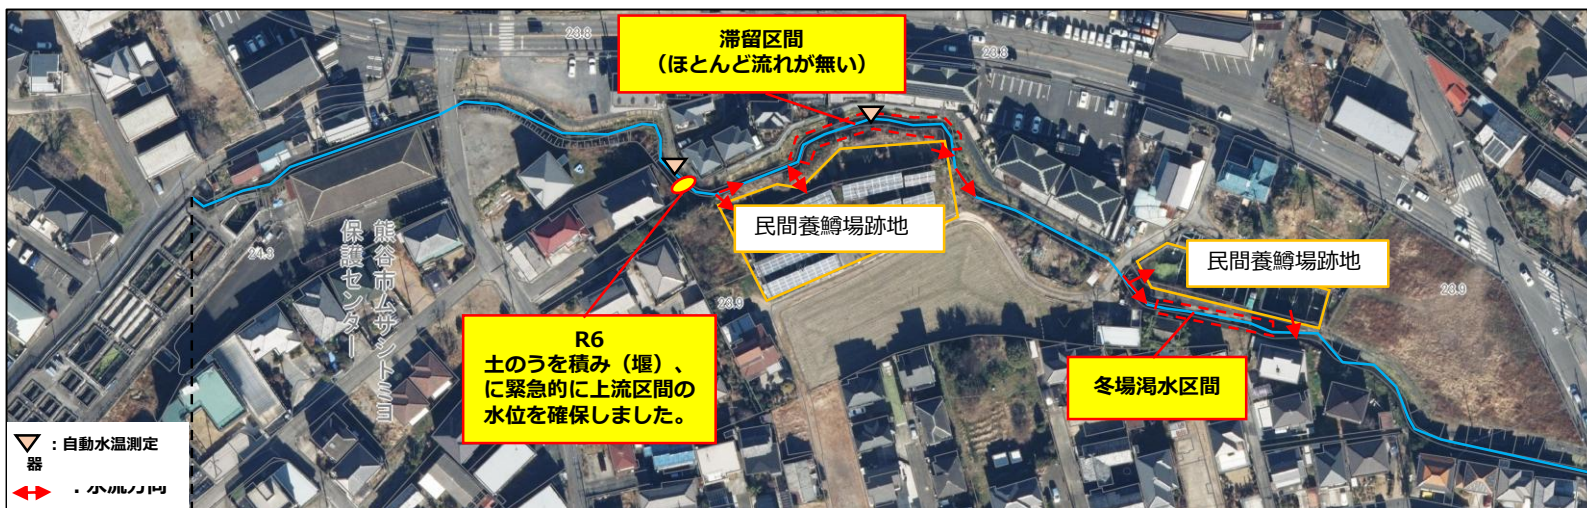 滞留区間
（ほとんど流れが無い）
23.8
23.8
民間養鱒場跡地
民間養鱒場跡地
24.3
熊谷市ムサシトミヨ
保護センター
23.9
23.9
R6
土のうを積み（堰）、
に緊急的に上流区間の
水位を確保しました。
冬場渇水区間
：自動水温測定
器
：水流方向